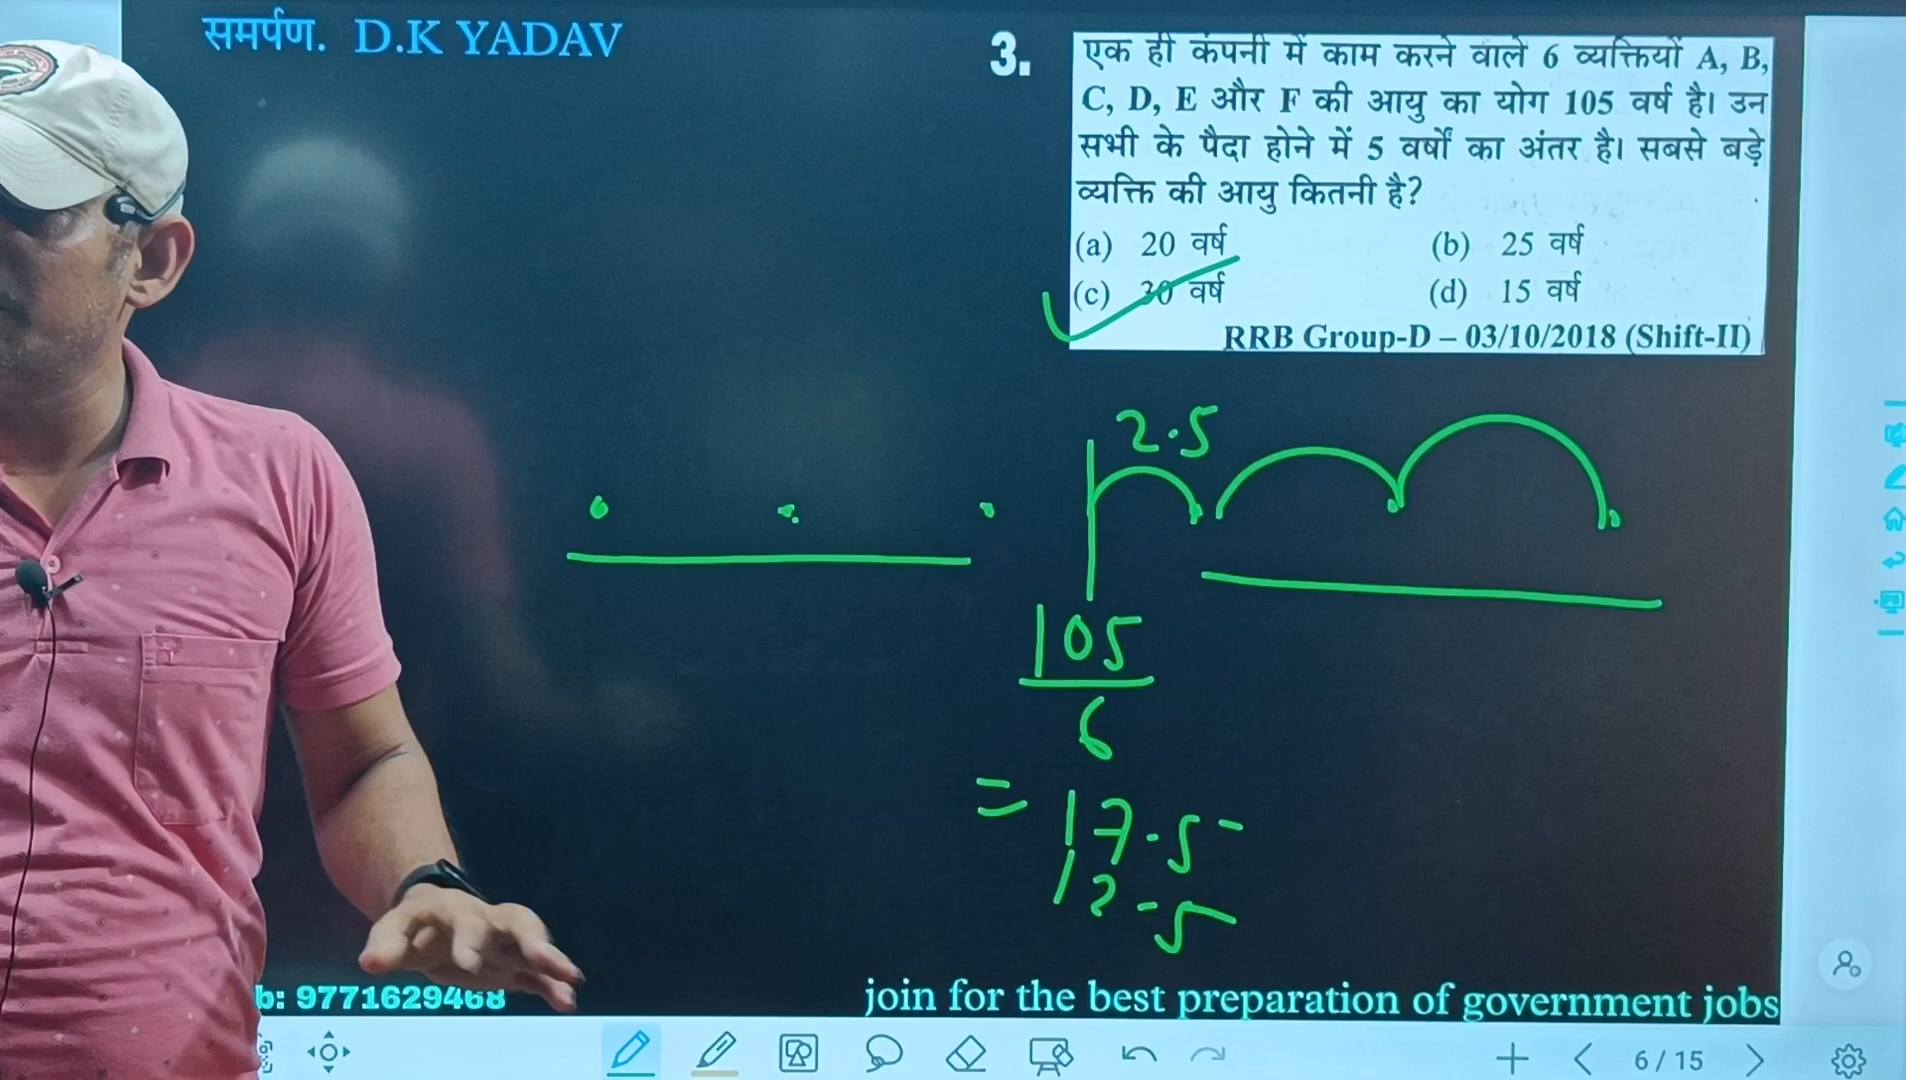 समर्पण. D.K YADAV
3.
एक ही कंपनी में काम करने वाले 6 व्यक्तियों A, B,
C, D, E और F की आयु का योग 105 वर्ष है। उन
सभी के पैदा होने में 5 वर्षों का अंतर है। सबसे बड़े
व्यक्ति की आयु कितनी है?
(a) 20 वर्ष (b) 25 वर्ष
(c) 30 वर्ष (d) 15 वर्ष
RRB Group-D – 03/10/2018 (Shift-II)
2.5
105
6
= 17.5
12.5
b: 9771629468
join for the best preparation of government jobs
6 / 15